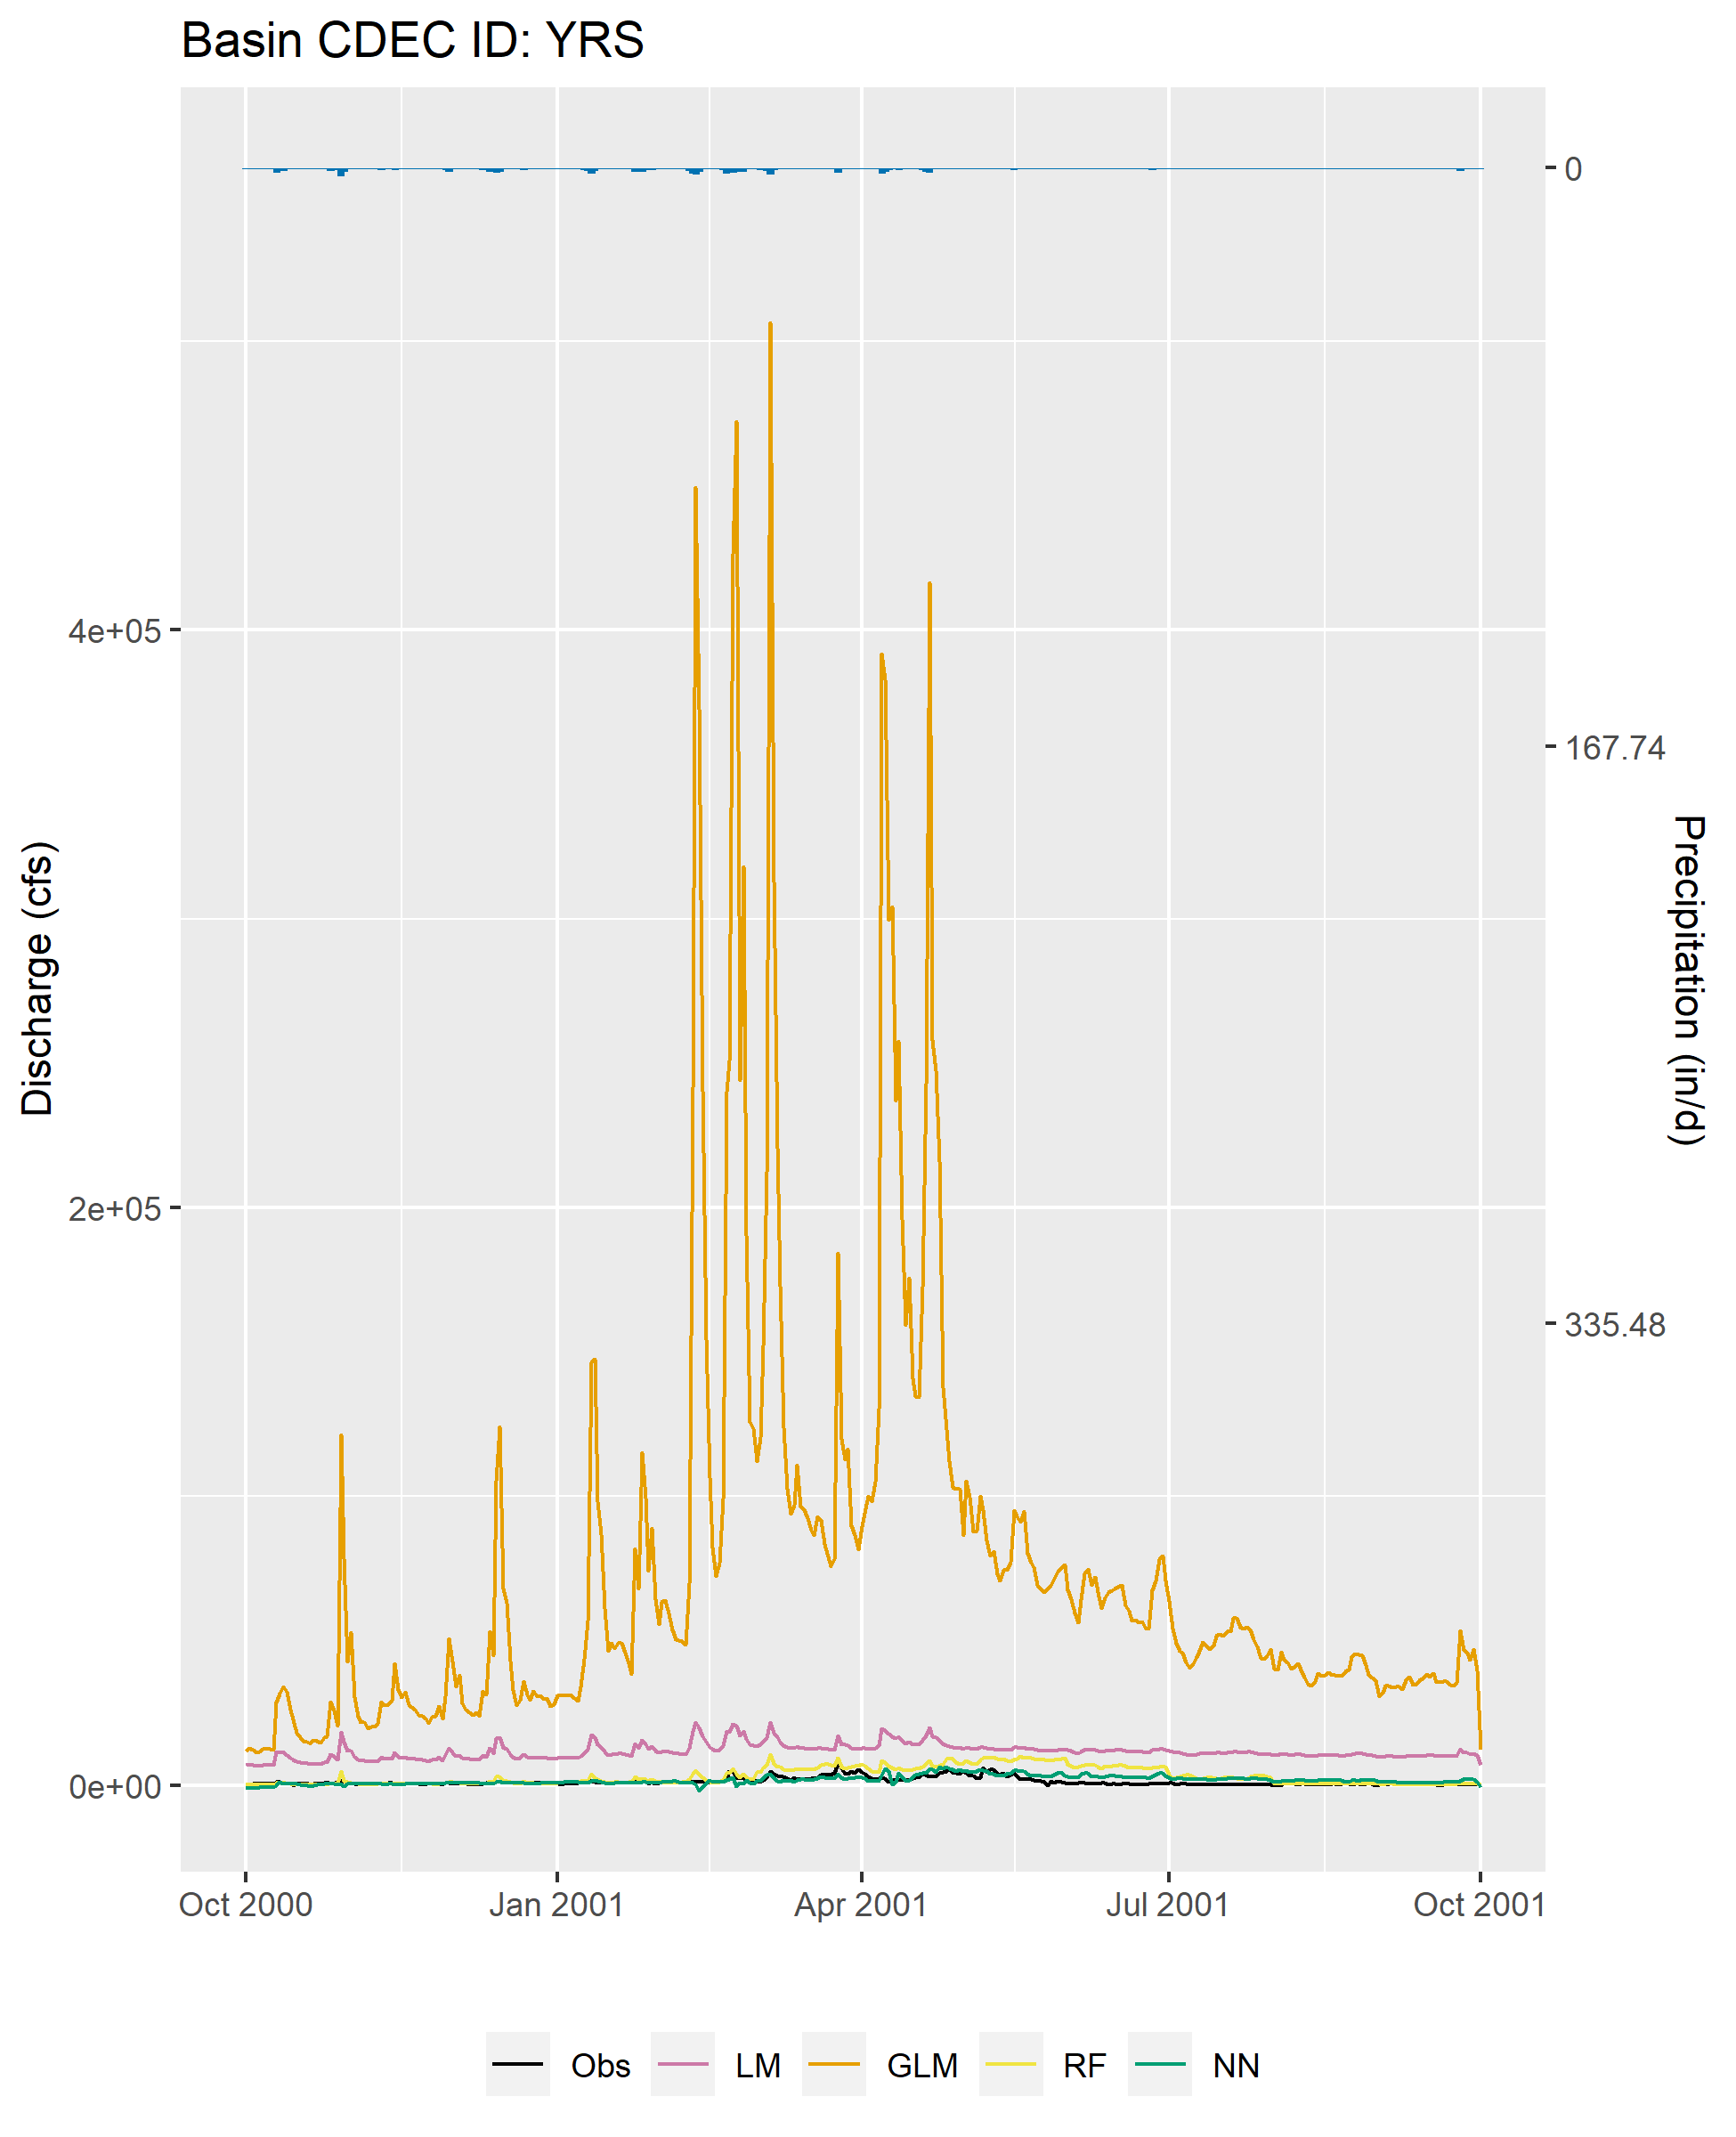 Basin CDEC ID: YRS
0
4e+05
167.74
Discharge (cfs)
Precipitation (in/d)
2e+05
335.48
0e+00
Oct 2000 Jan 2001 Apr 2001 Jul 2001 Oct 2001
Obs LM GLM RF NN